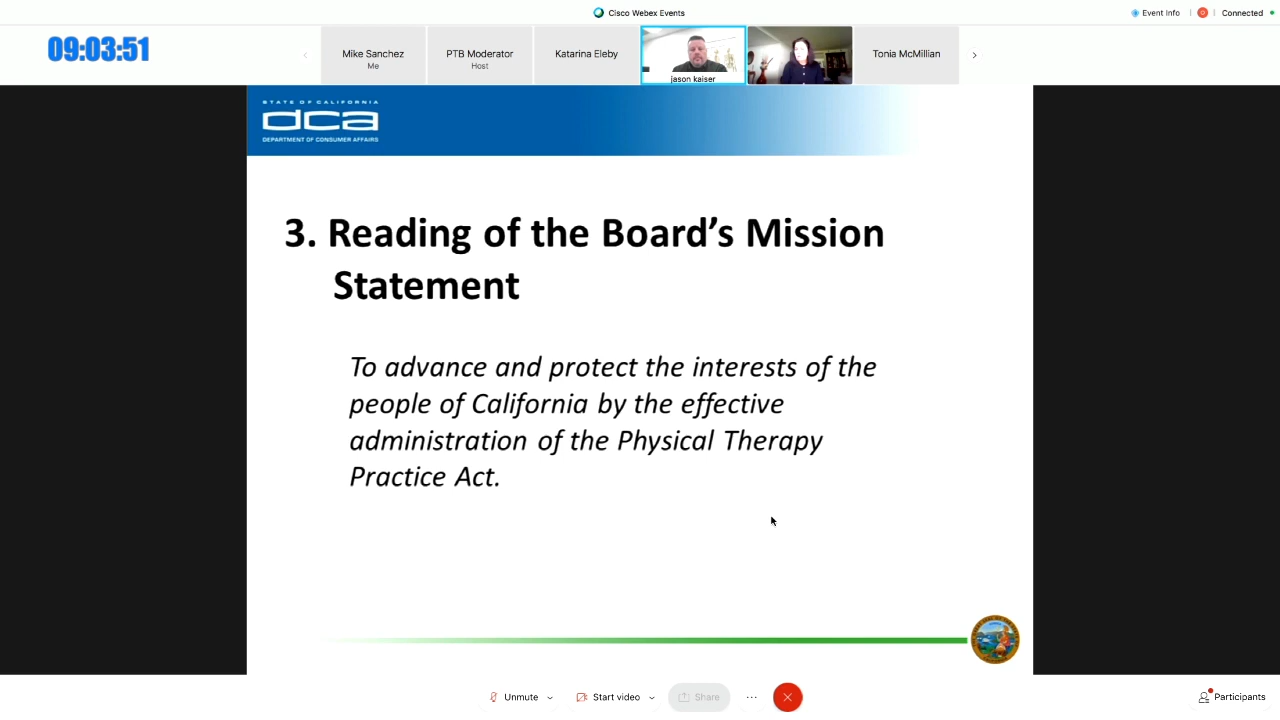 Cisco Webex Events
Event Info
Connected
09:03:51
Mike Sanchez
Me
PTB Moderator
Host
Katarina Eleby
jason kaiser
Tonia McMillian
STATE OF CALIFORNIA
dca
DEPARTMENT OF CONSUMER AFFAIRS
3. Reading of the Board's Mission
Statement
To advance and protect the interests of the
people of California by the effective
administration of the Physical Therapy
Practice Act.
Unmute
Start video
Share
Participants